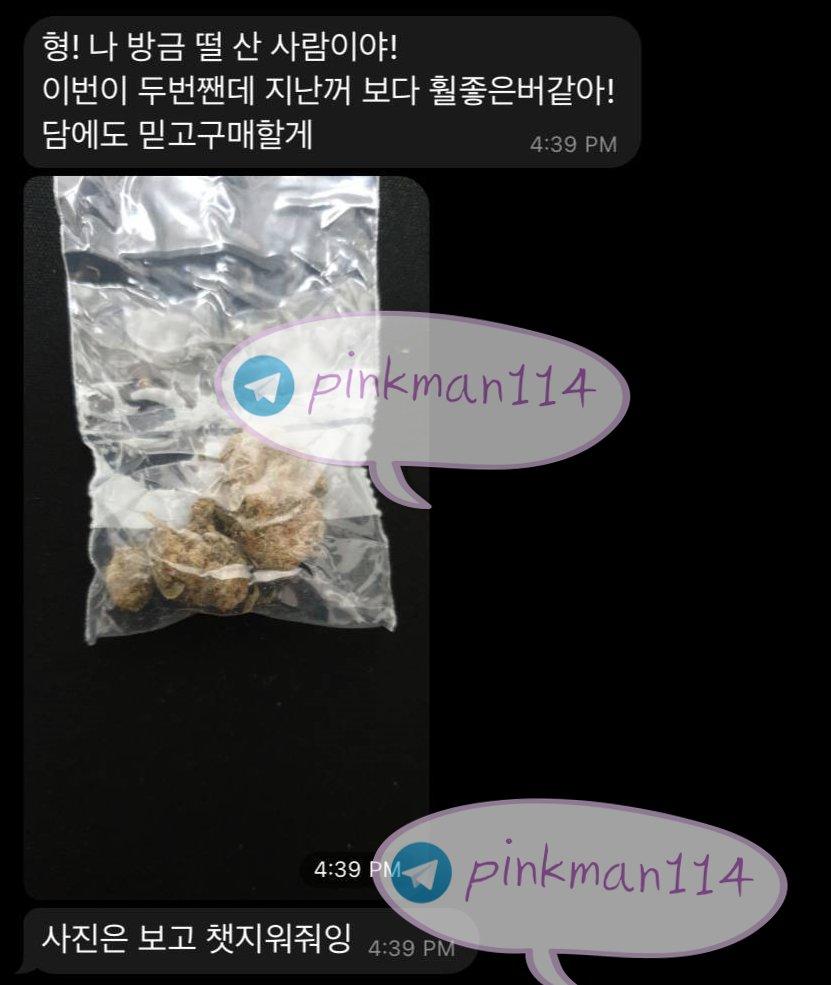 형! 나 방금 떨 산 사람이야!
이번이 두번짼데 지난꺼 보다 훨좋은버같아!
담에도 믿고구매할게
4:39 PM
pinkman114
4:39 PM
pinkman114
사진은 보고 챗지워줘잉 4:39 PM